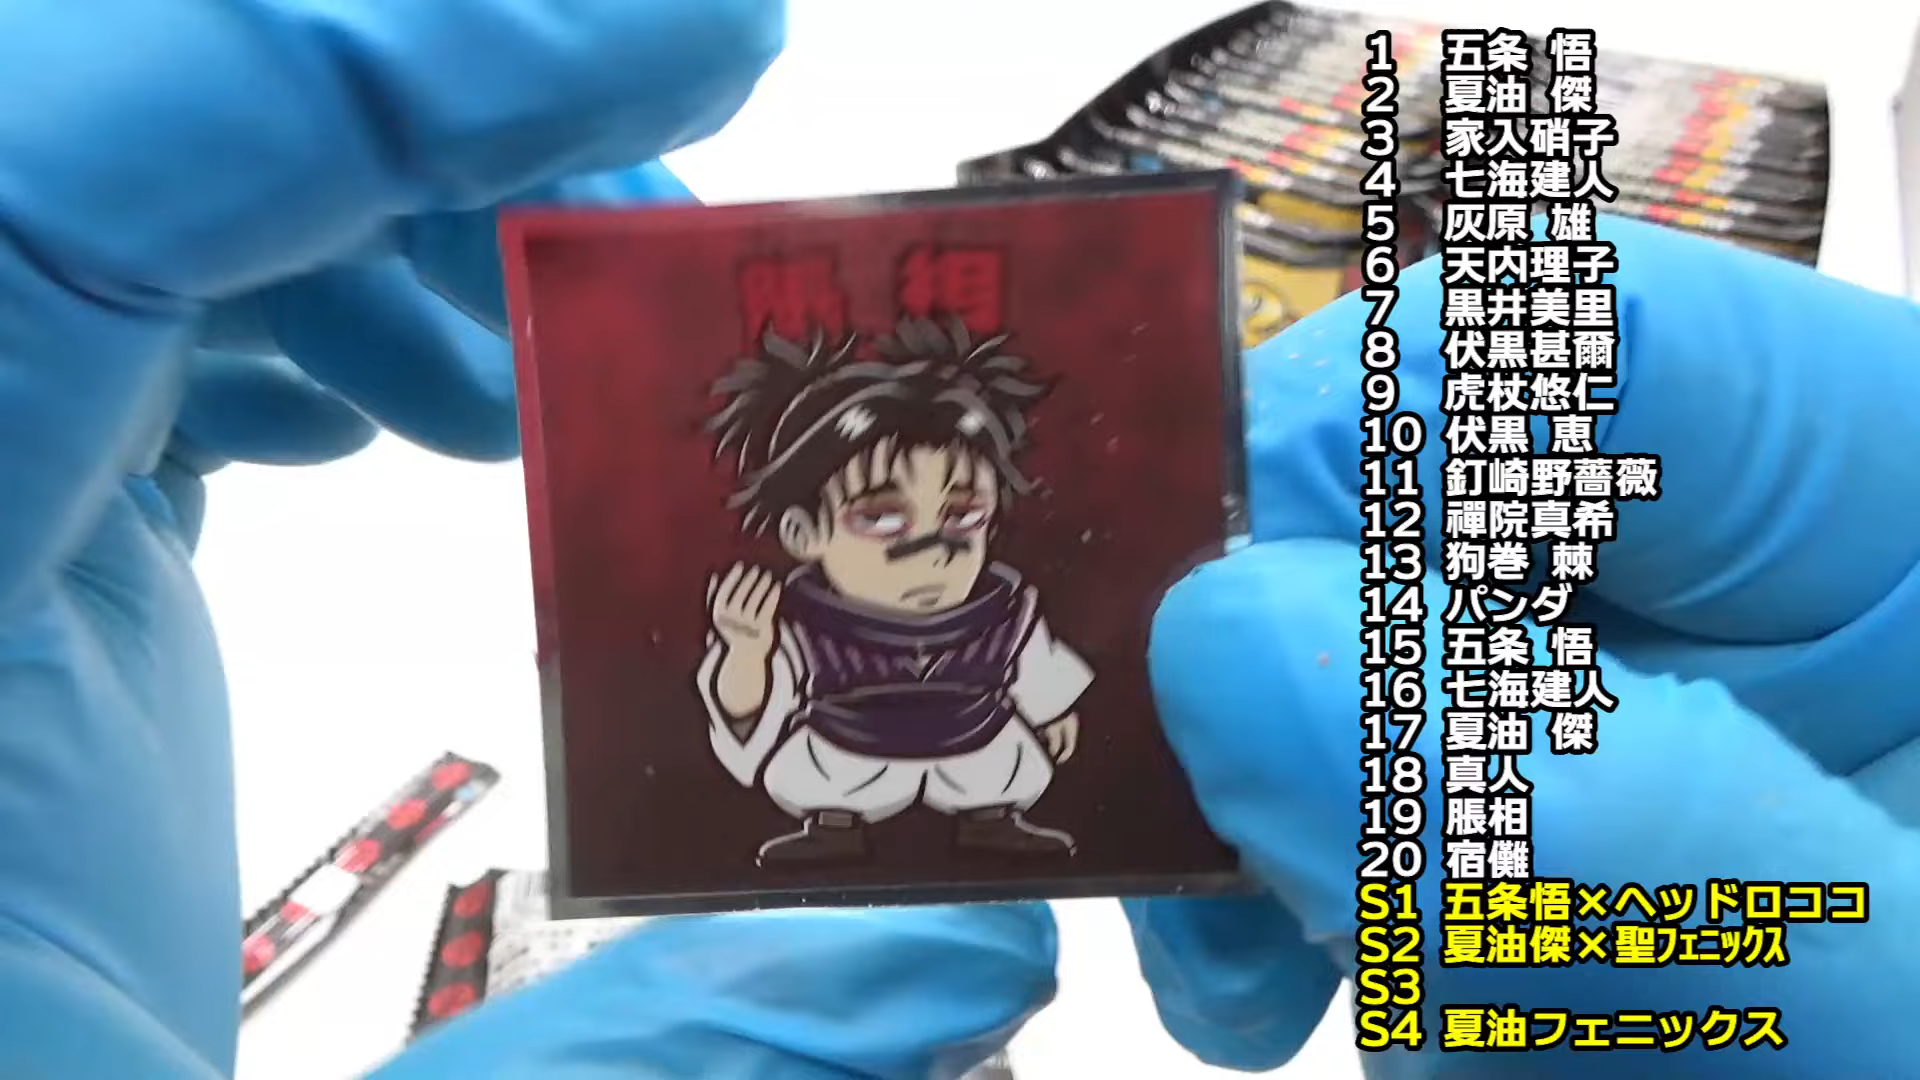 脹相
1 五条 悟
2 夏油 傑
3 家入硝子
4 七海建人
5 灰原 雄
6 天内理子
7 黒井美里
8 伏黒甚爾
9 虎杖悠仁
10 伏黒 恵
11 釘崎野薔薇
12 禪院真希
13 狗巻 棘
14 パンダ
15 五条 悟
16 七海建人
17 夏油 傑
18 真人
19 脹相
20 宿儺
S1 五条悟×ヘッドロココ
S2 夏油傑×聖ﾌｪﾆｯｸｽ
S3
S4 夏油フェニックス